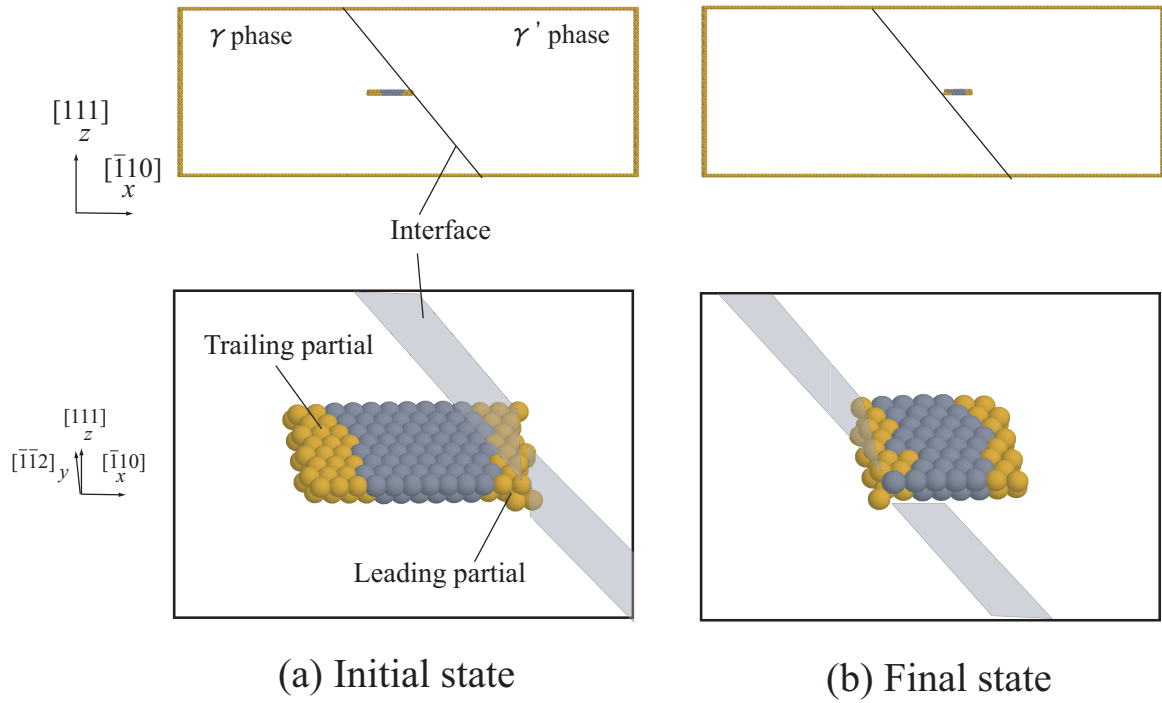 γ phase
γ' phase
[111]
z
[1̄10]
x
Interface
Trailing partial
[111]
z
[1̄1̄2]
y
[1̄10]
x
Leading partial
(a) Initial state
(b) Final state